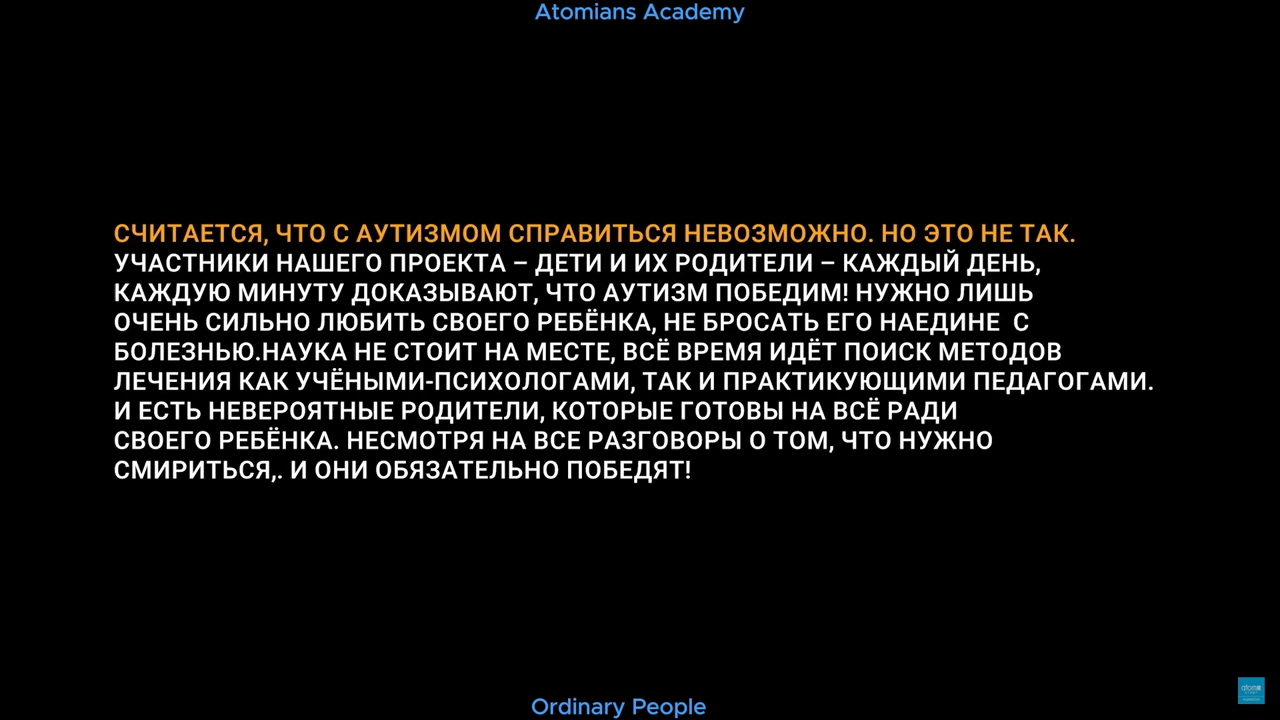 Atomians Academy
СЧИТАЕТСЯ, ЧТО С АУТИЗМОМ СПРАВИТЬСЯ НЕВОЗМОЖНО. НО ЭТО НЕ ТАК.
УЧАСТНИКИ НАШЕГО ПРОЕКТА – ДЕТИ И ИХ РОДИТЕЛИ – КАЖДЫЙ ДЕНЬ,
КАЖДУЮ МИНУТУ ДОКАЗЫВАЮТ, ЧТО АУТИЗМ ПОБЕДИМ! НУЖНО ЛИШЬ
ОЧЕНЬ СИЛЬНО ЛЮБИТЬ СВОЕГО РЕБЁНКА, НЕ БРОСАТЬ ЕГО НАЕДИНЕ С
БОЛЕЗНЬЮ.НАУКА НЕ СТОИТ НА МЕСТЕ, ВСЁ ВРЕМЯ ИДЁТ ПОИСК МЕТОДОВ
ЛЕЧЕНИЯ КАК УЧЁНЫМИ-ПСИХОЛОГАМИ, ТАК И ПРАКТИКУЮЩИМИ ПЕДАГОГАМИ.
И ЕСТЬ НЕВЕРОЯТНЫЕ РОДИТЕЛИ, КОТОРЫЕ ГОТОВЫ НА ВСЁ РАДИ
СВОЕГО РЕБЁНКА. НЕСМОТРЯ НА ВСЕ РАЗГОВОРЫ О ТОМ, ЧТО НУЖНО
СМИРИТЬСЯ,. И ОНИ ОБЯЗАТЕЛЬНО ПОБЕДЯТ!
Ordinary People